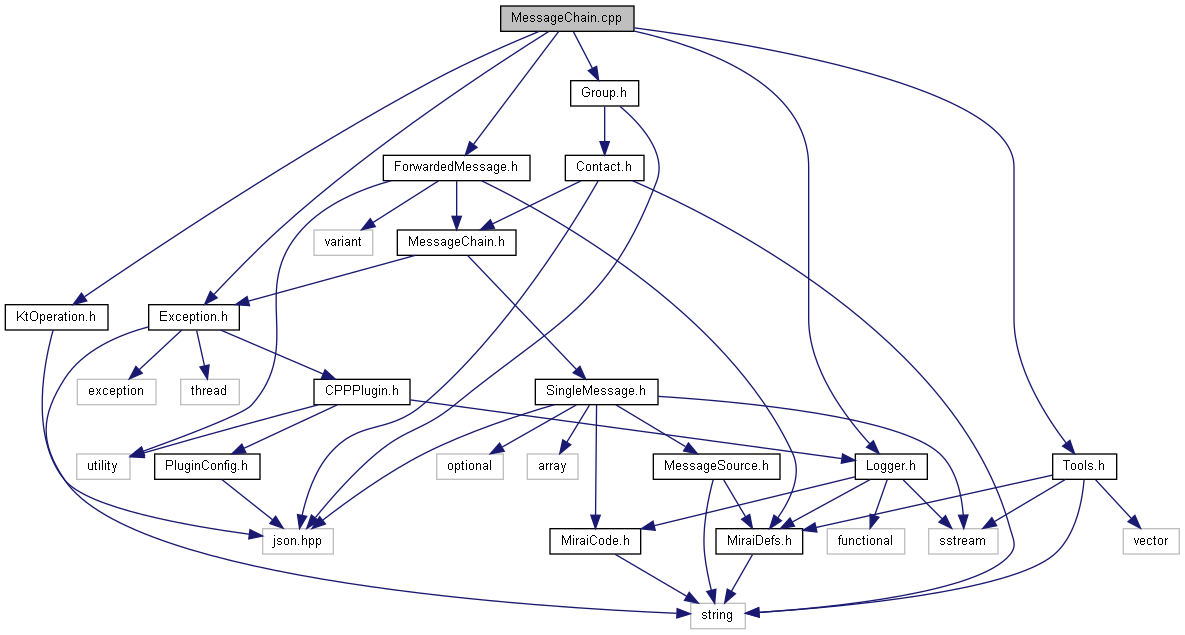 MessageChain.cpp
Group.h
ForwardedMessage.h
Contact.h
variant
MessageChain.h
KtOperation.h
Exception.h
exception
thread
CPPPlugin.h
SingleMessage.h
utility
PluginConfig.h
optional
array
MessageSource.h
Logger.h
Tools.h
json.hpp
MiraiCode.h
MiraiDefs.h
functional
sstream
vector
string